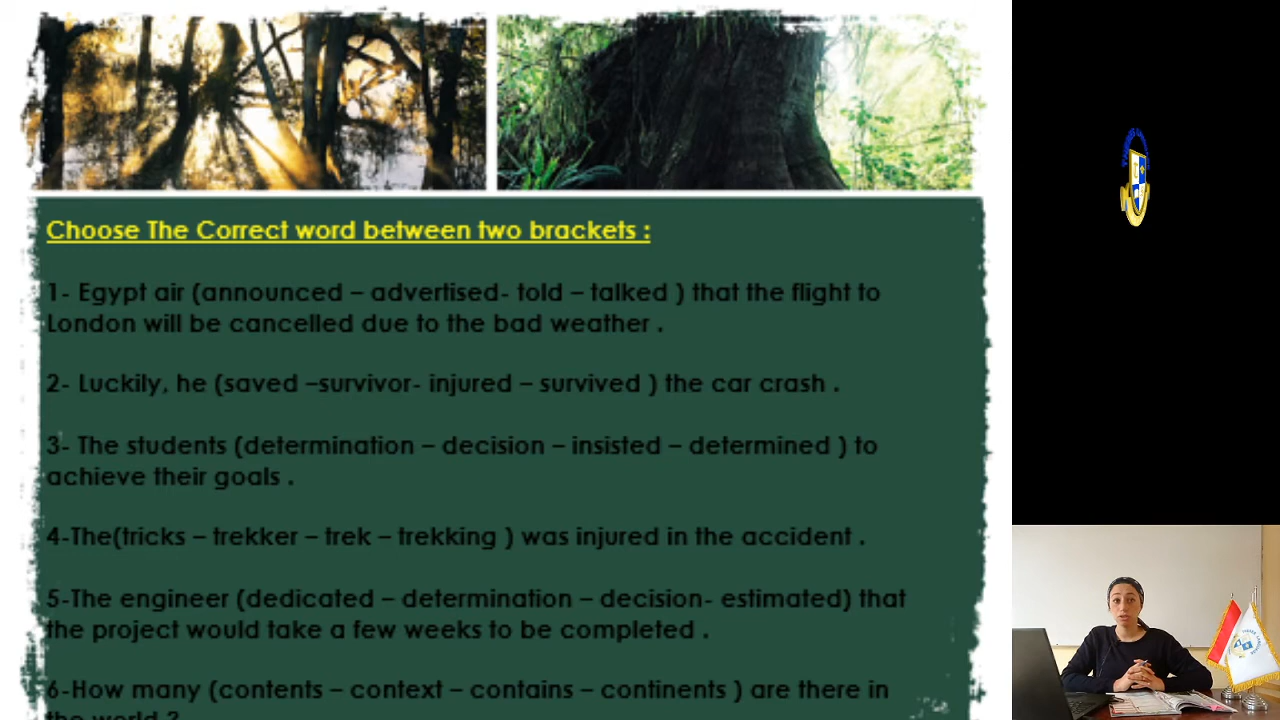 Choose The Correct word between two brackets :
1- Egypt air (announced – advertised- told – talked ) that the flight to
London will be cancelled due to the bad weather .
2- Luckily, he (saved –survivor- injured – survived ) the car crash .
3- The students (determination – decision – insisted – determined ) to
achieve their goals .
4-The(tricks – trekker – trek – trekking ) was injured in the accident .
5-The engineer (dedicated – determination – decision- estimated) that
the project would take a few weeks to be completed .
6-How many (contents – context – contains – continents ) are there in
the world ?